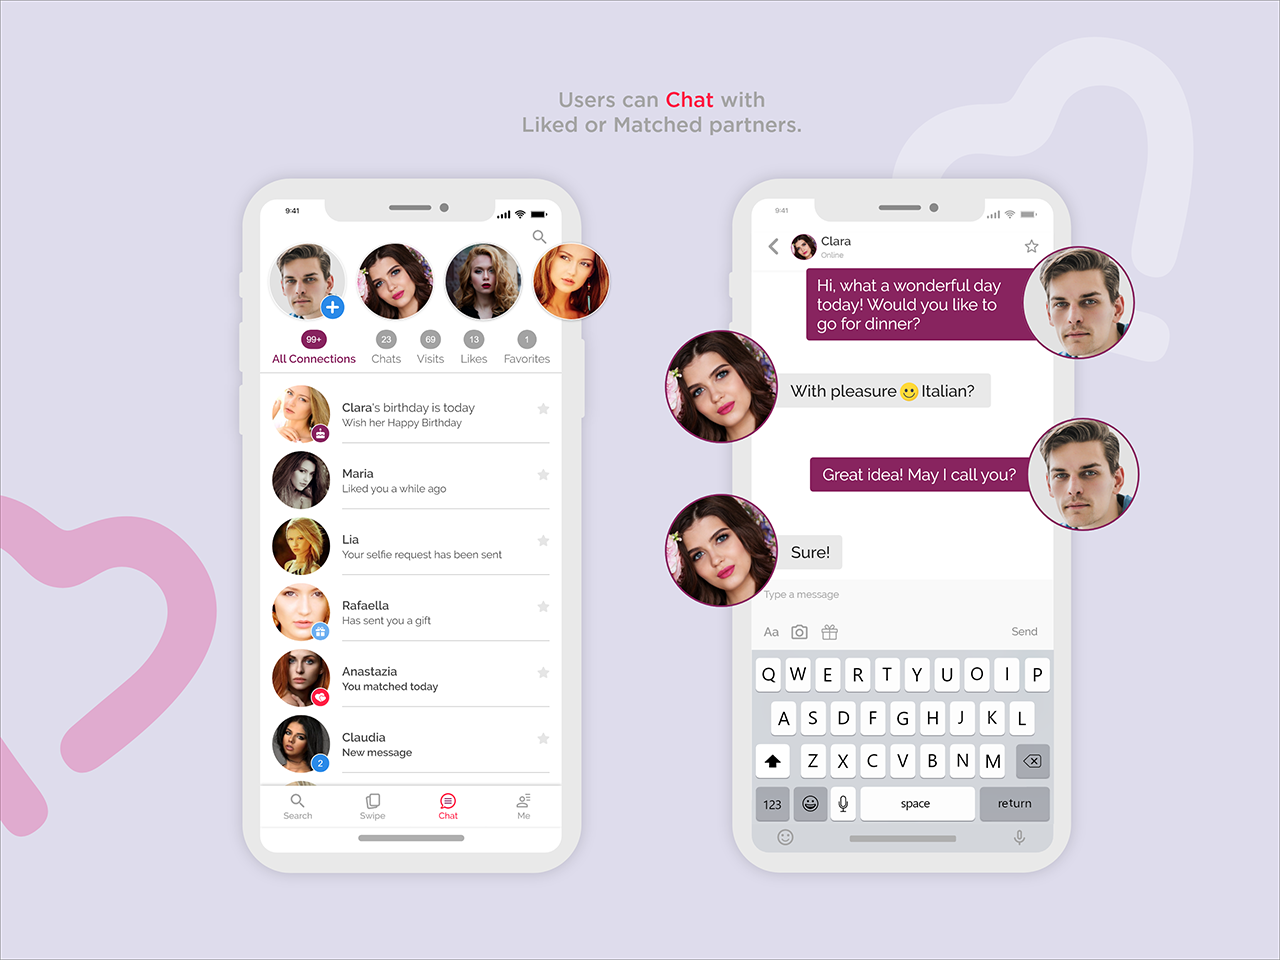 Users can Chat with
Liked or Matched partners.
9:41
99+
23
69
13
1
All Connections
Chats
Visits
Likes
Favorites
Clara's birthday is today
Wish her Happy Birthday
Maria
Liked you a while ago
Lia
Your selfie request has been sent
Rafaella
Has sent you a gift
Anastazia
You matched today
Claudia
New message
2
Search
Swipe
Chat
Me
9:41
Clara
Online
Hi, what a wonderful day
today! Would you like to
go for dinner?
With pleasure 🙂 Italian?
Great idea! May I call you?
Sure!
Type a message
Aa
Send
Q W E R T Y U O I P
A S D F G H J K L
Z X C V B N M
123
space
return